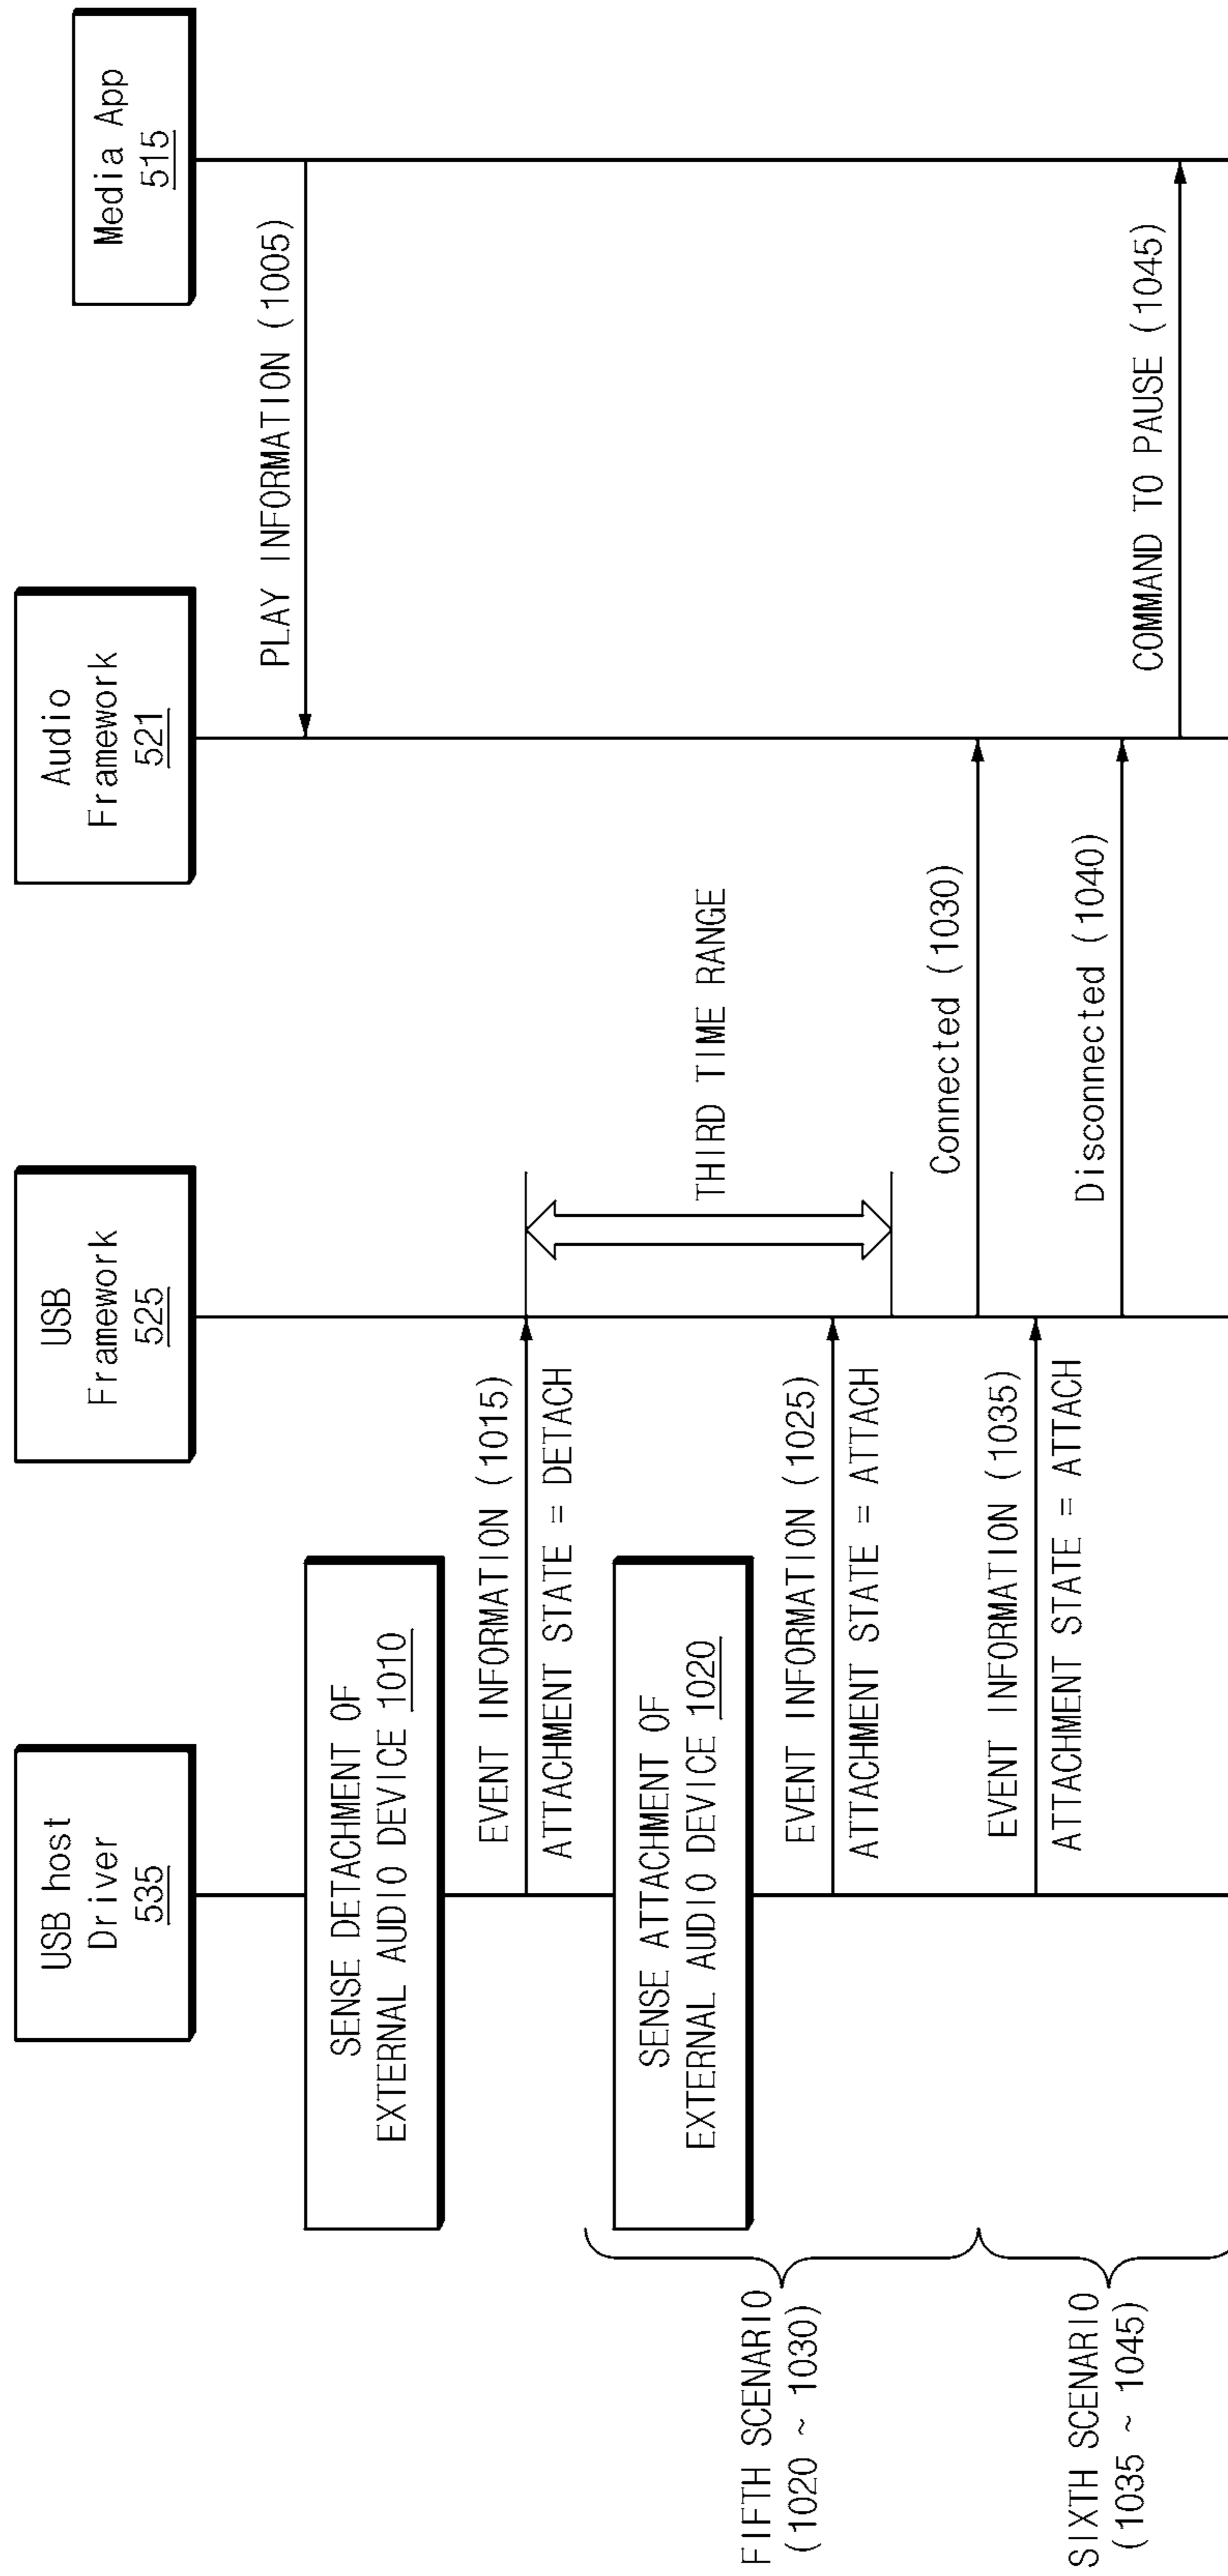 USB host
Driver
535
USB
Framework
525
Audio
Framework
521
Media App
515
PLAY INFORMATION (1005)
SENSE DETACHMENT OF
EXTERNAL AUDIO DEVICE 1010
EVENT INFORMATION (1015)
ATTACHMENT STATE = DETACH
THIRD TIME RANGE
FIFTH SCENARIO
(1020 ~ 1030)
SENSE ATTACHMENT OF
EXTERNAL AUDIO DEVICE 1020
EVENT INFORMATION (1025)
ATTACHMENT STATE = ATTACH
Connected (1030)
SIXTH SCENARIO
(1035 ~ 1045)
EVENT INFORMATION (1035)
ATTACHMENT STATE = ATTACH
Disconnected (1040)
COMMAND TO PAUSE (1045)